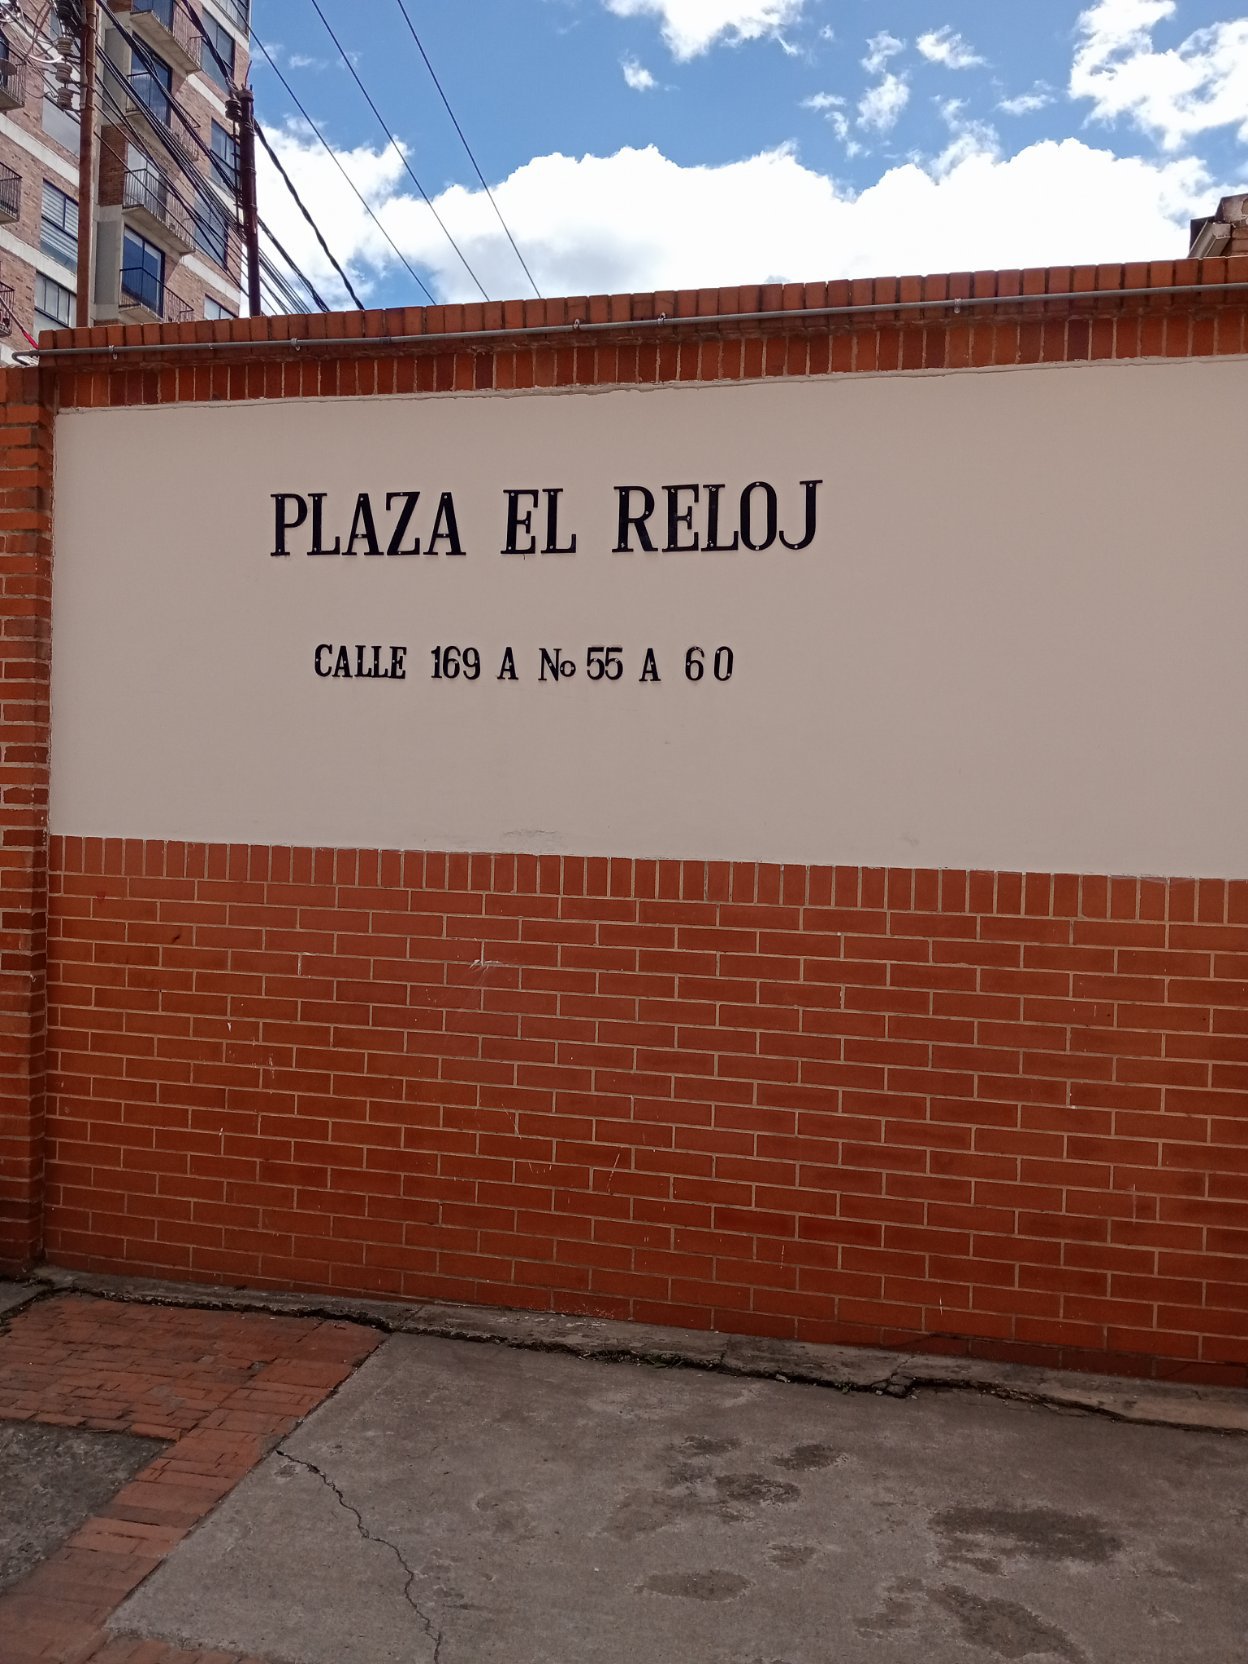 PLAZA EL RELOJ
CALLE 169 A No 55 A 60